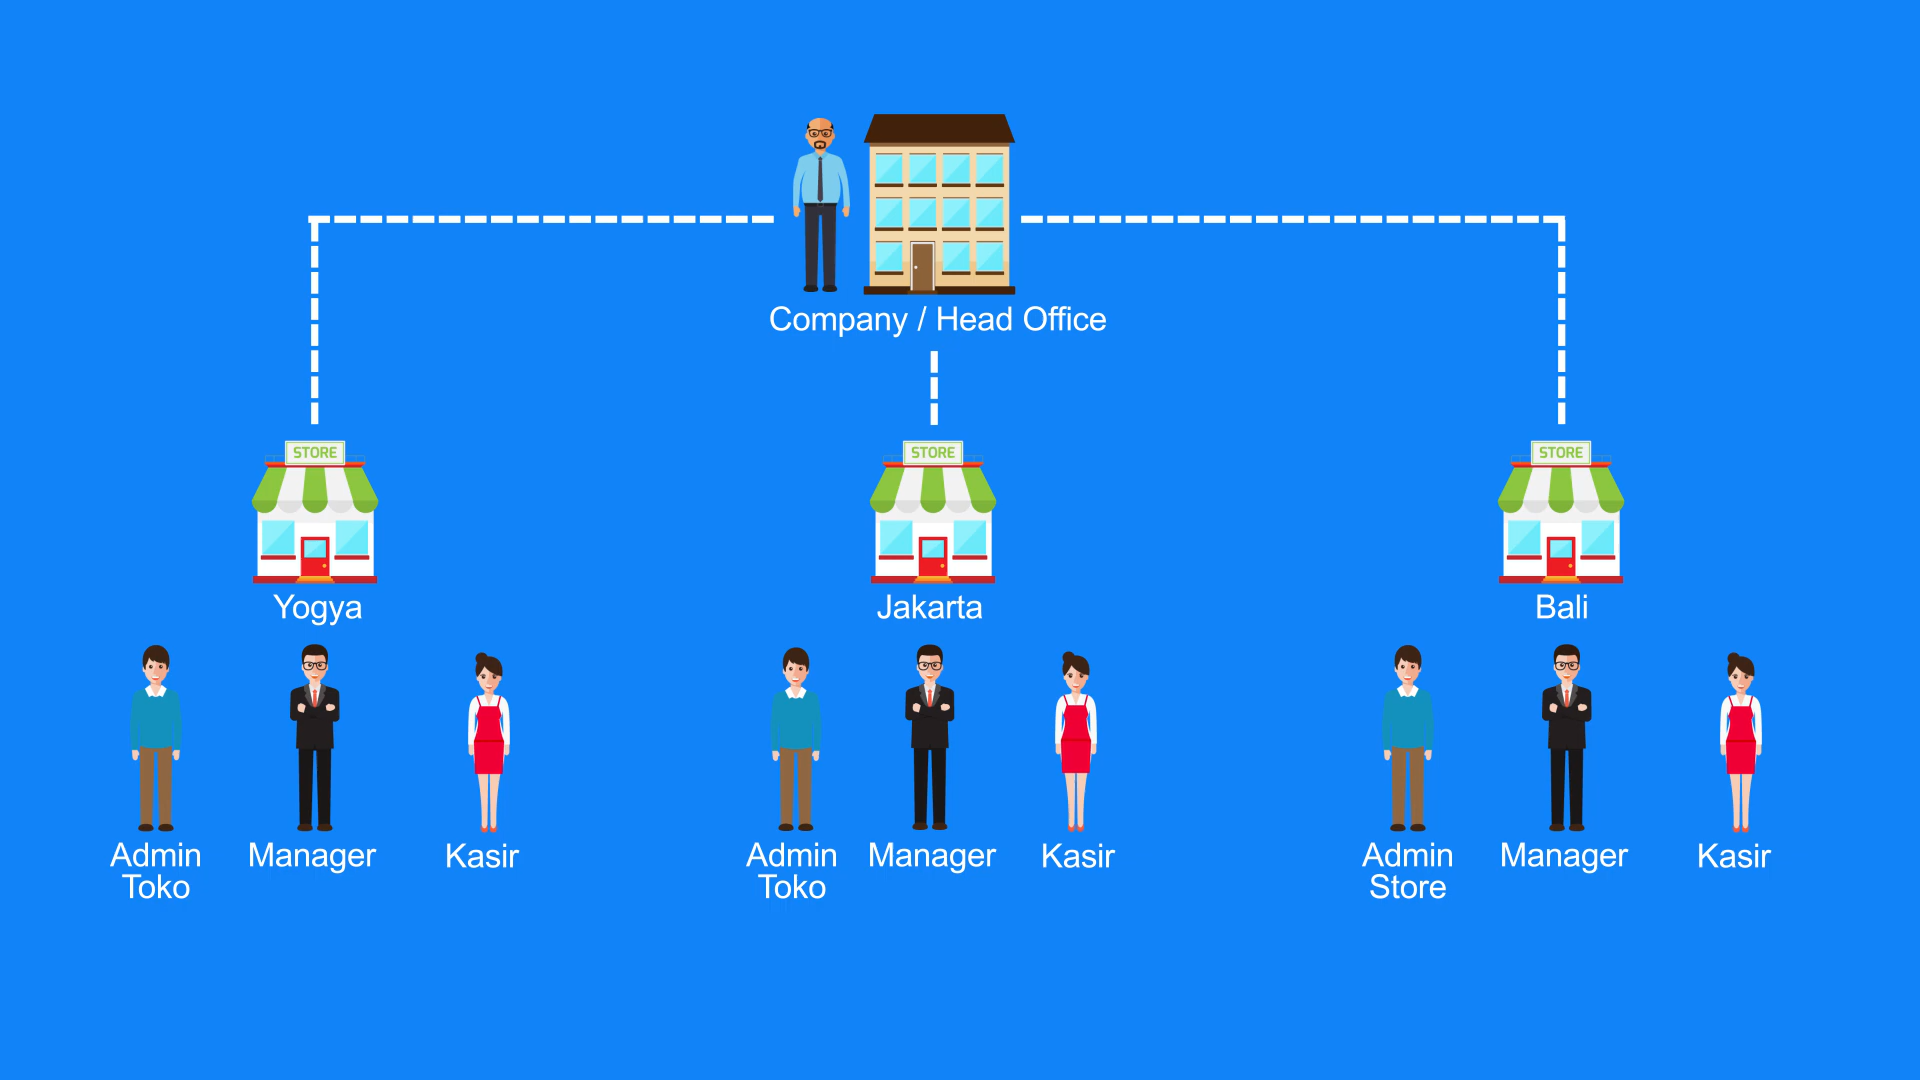 Company / Head Office
STORE
STORE
STORE
Yogya
Jakarta
Bali
Admin
Toko
Manager
Kasir
Admin
Toko
Manager
Kasir
Admin
Store
Manager
Kasir